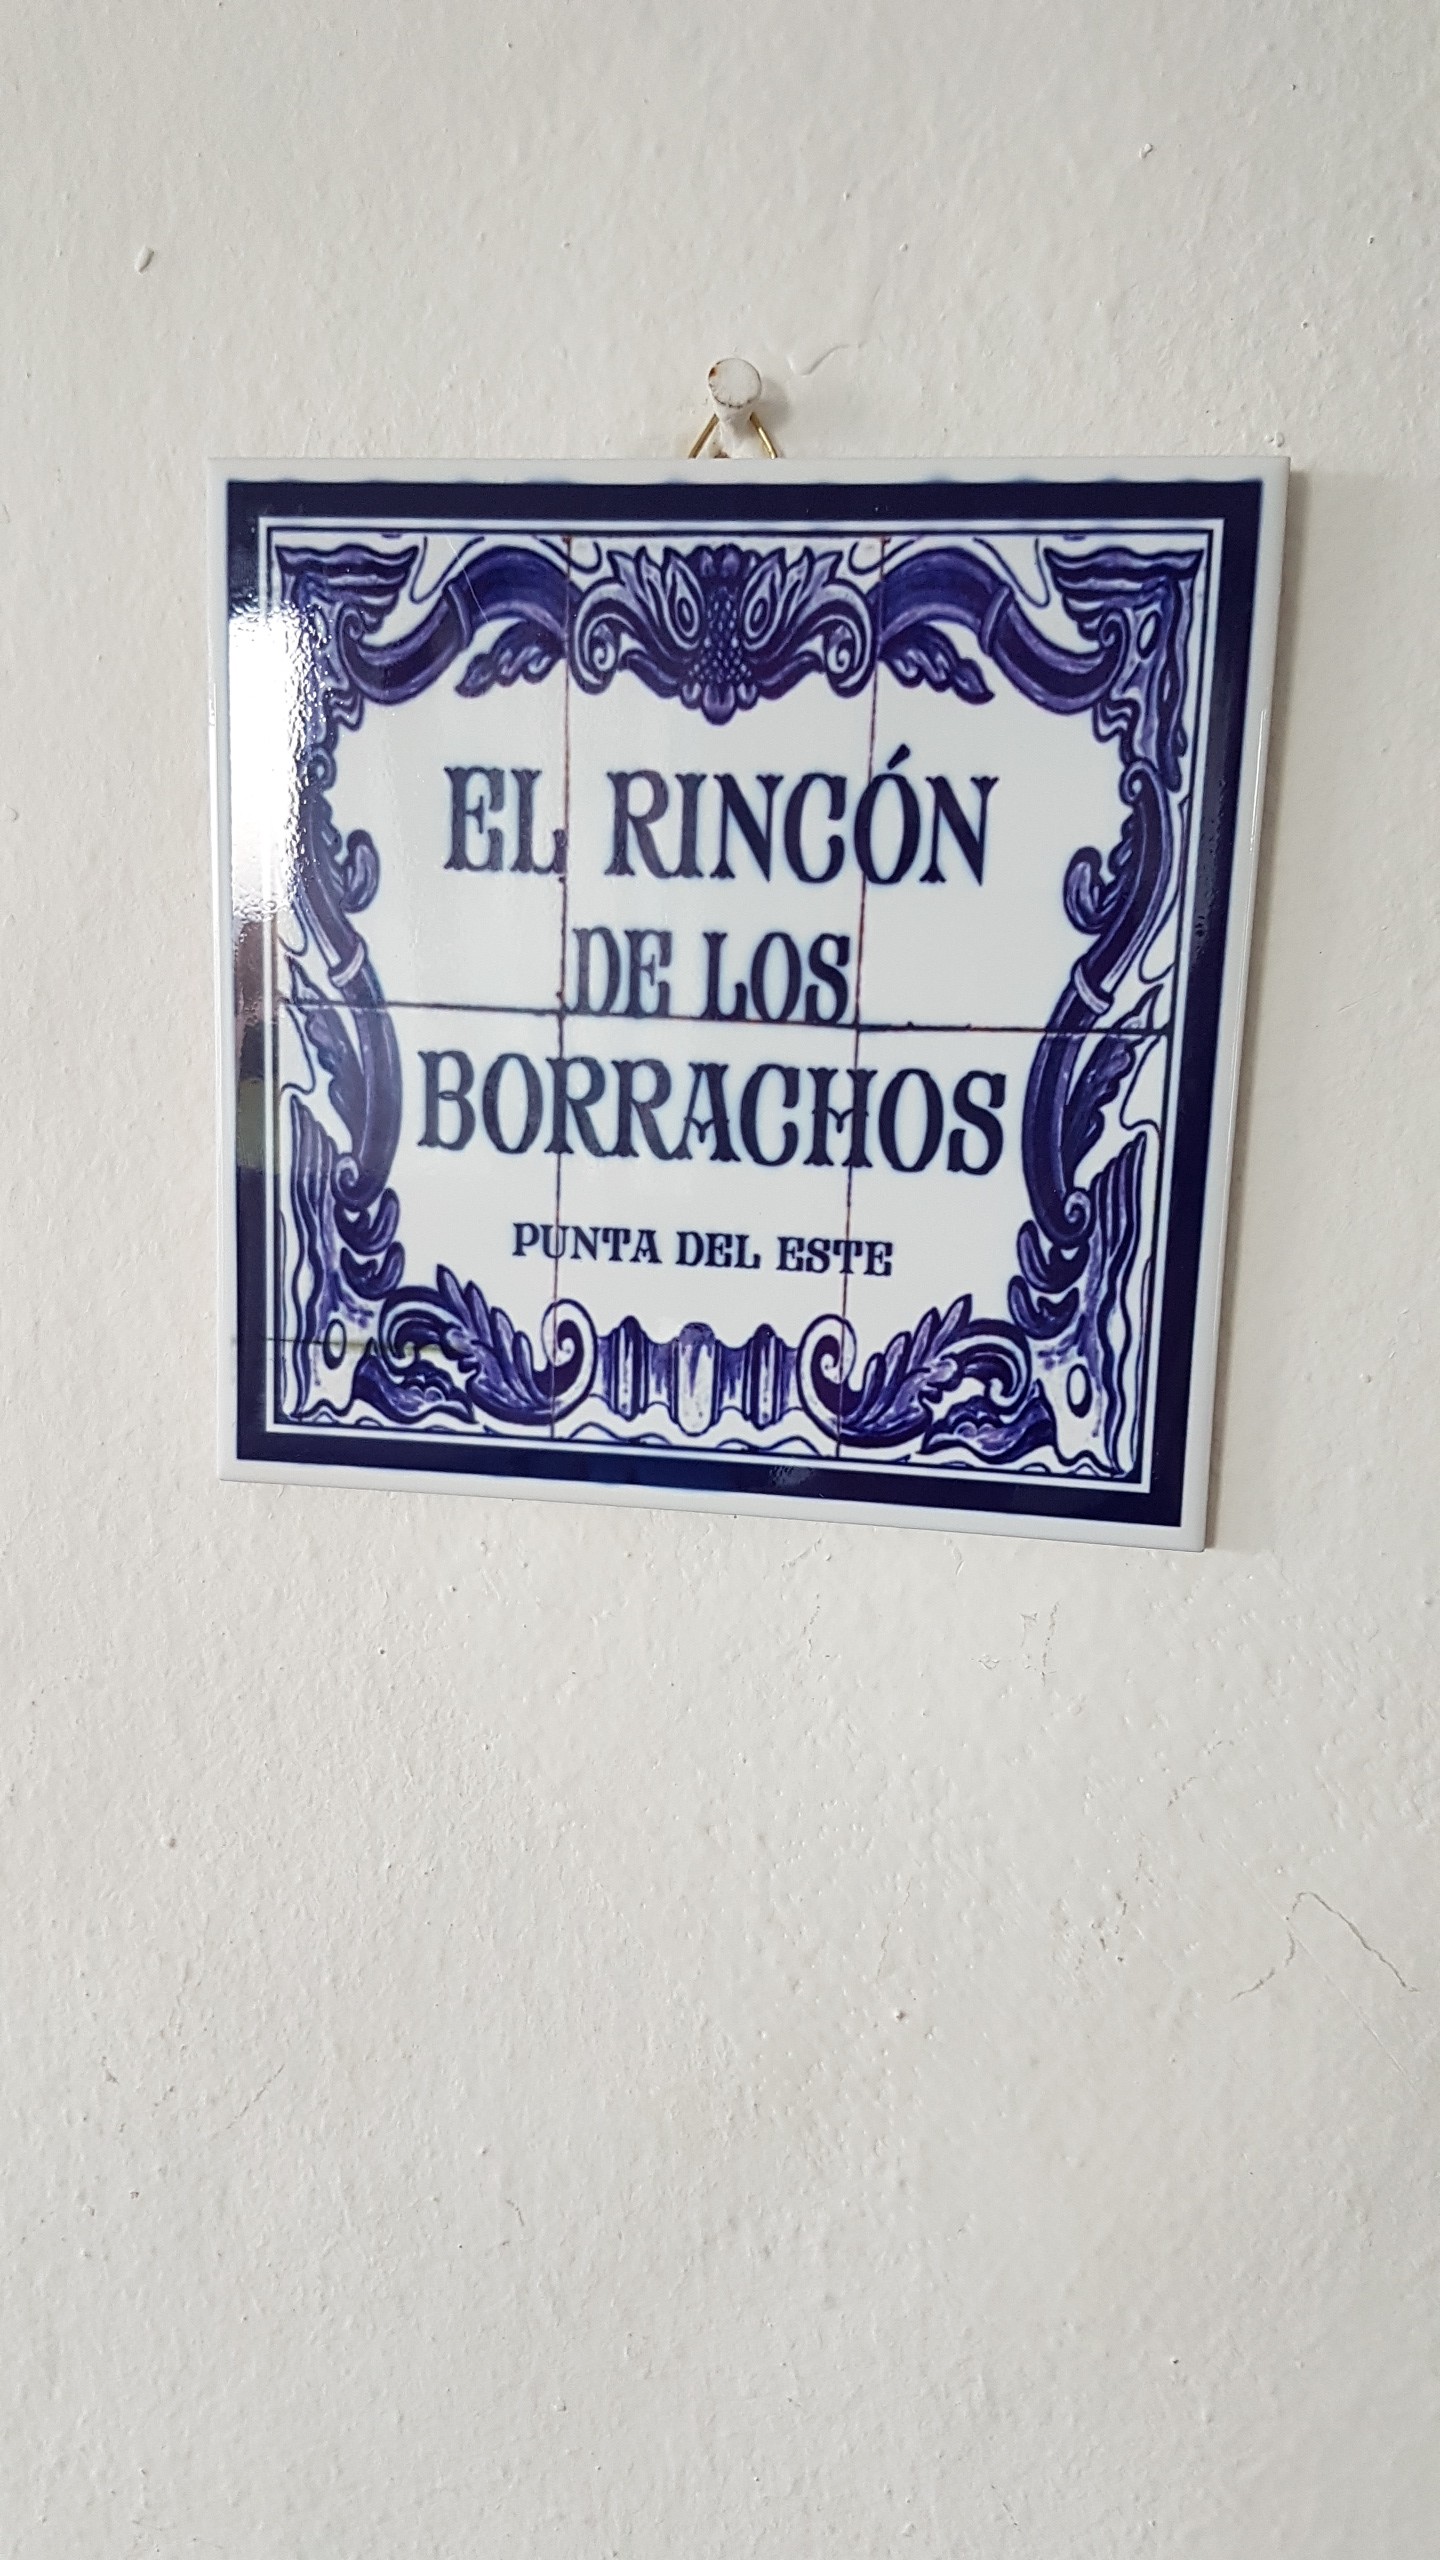 EL RINCÓN
DE LOS
BORRACHOS
PUNTA DEL ESTE